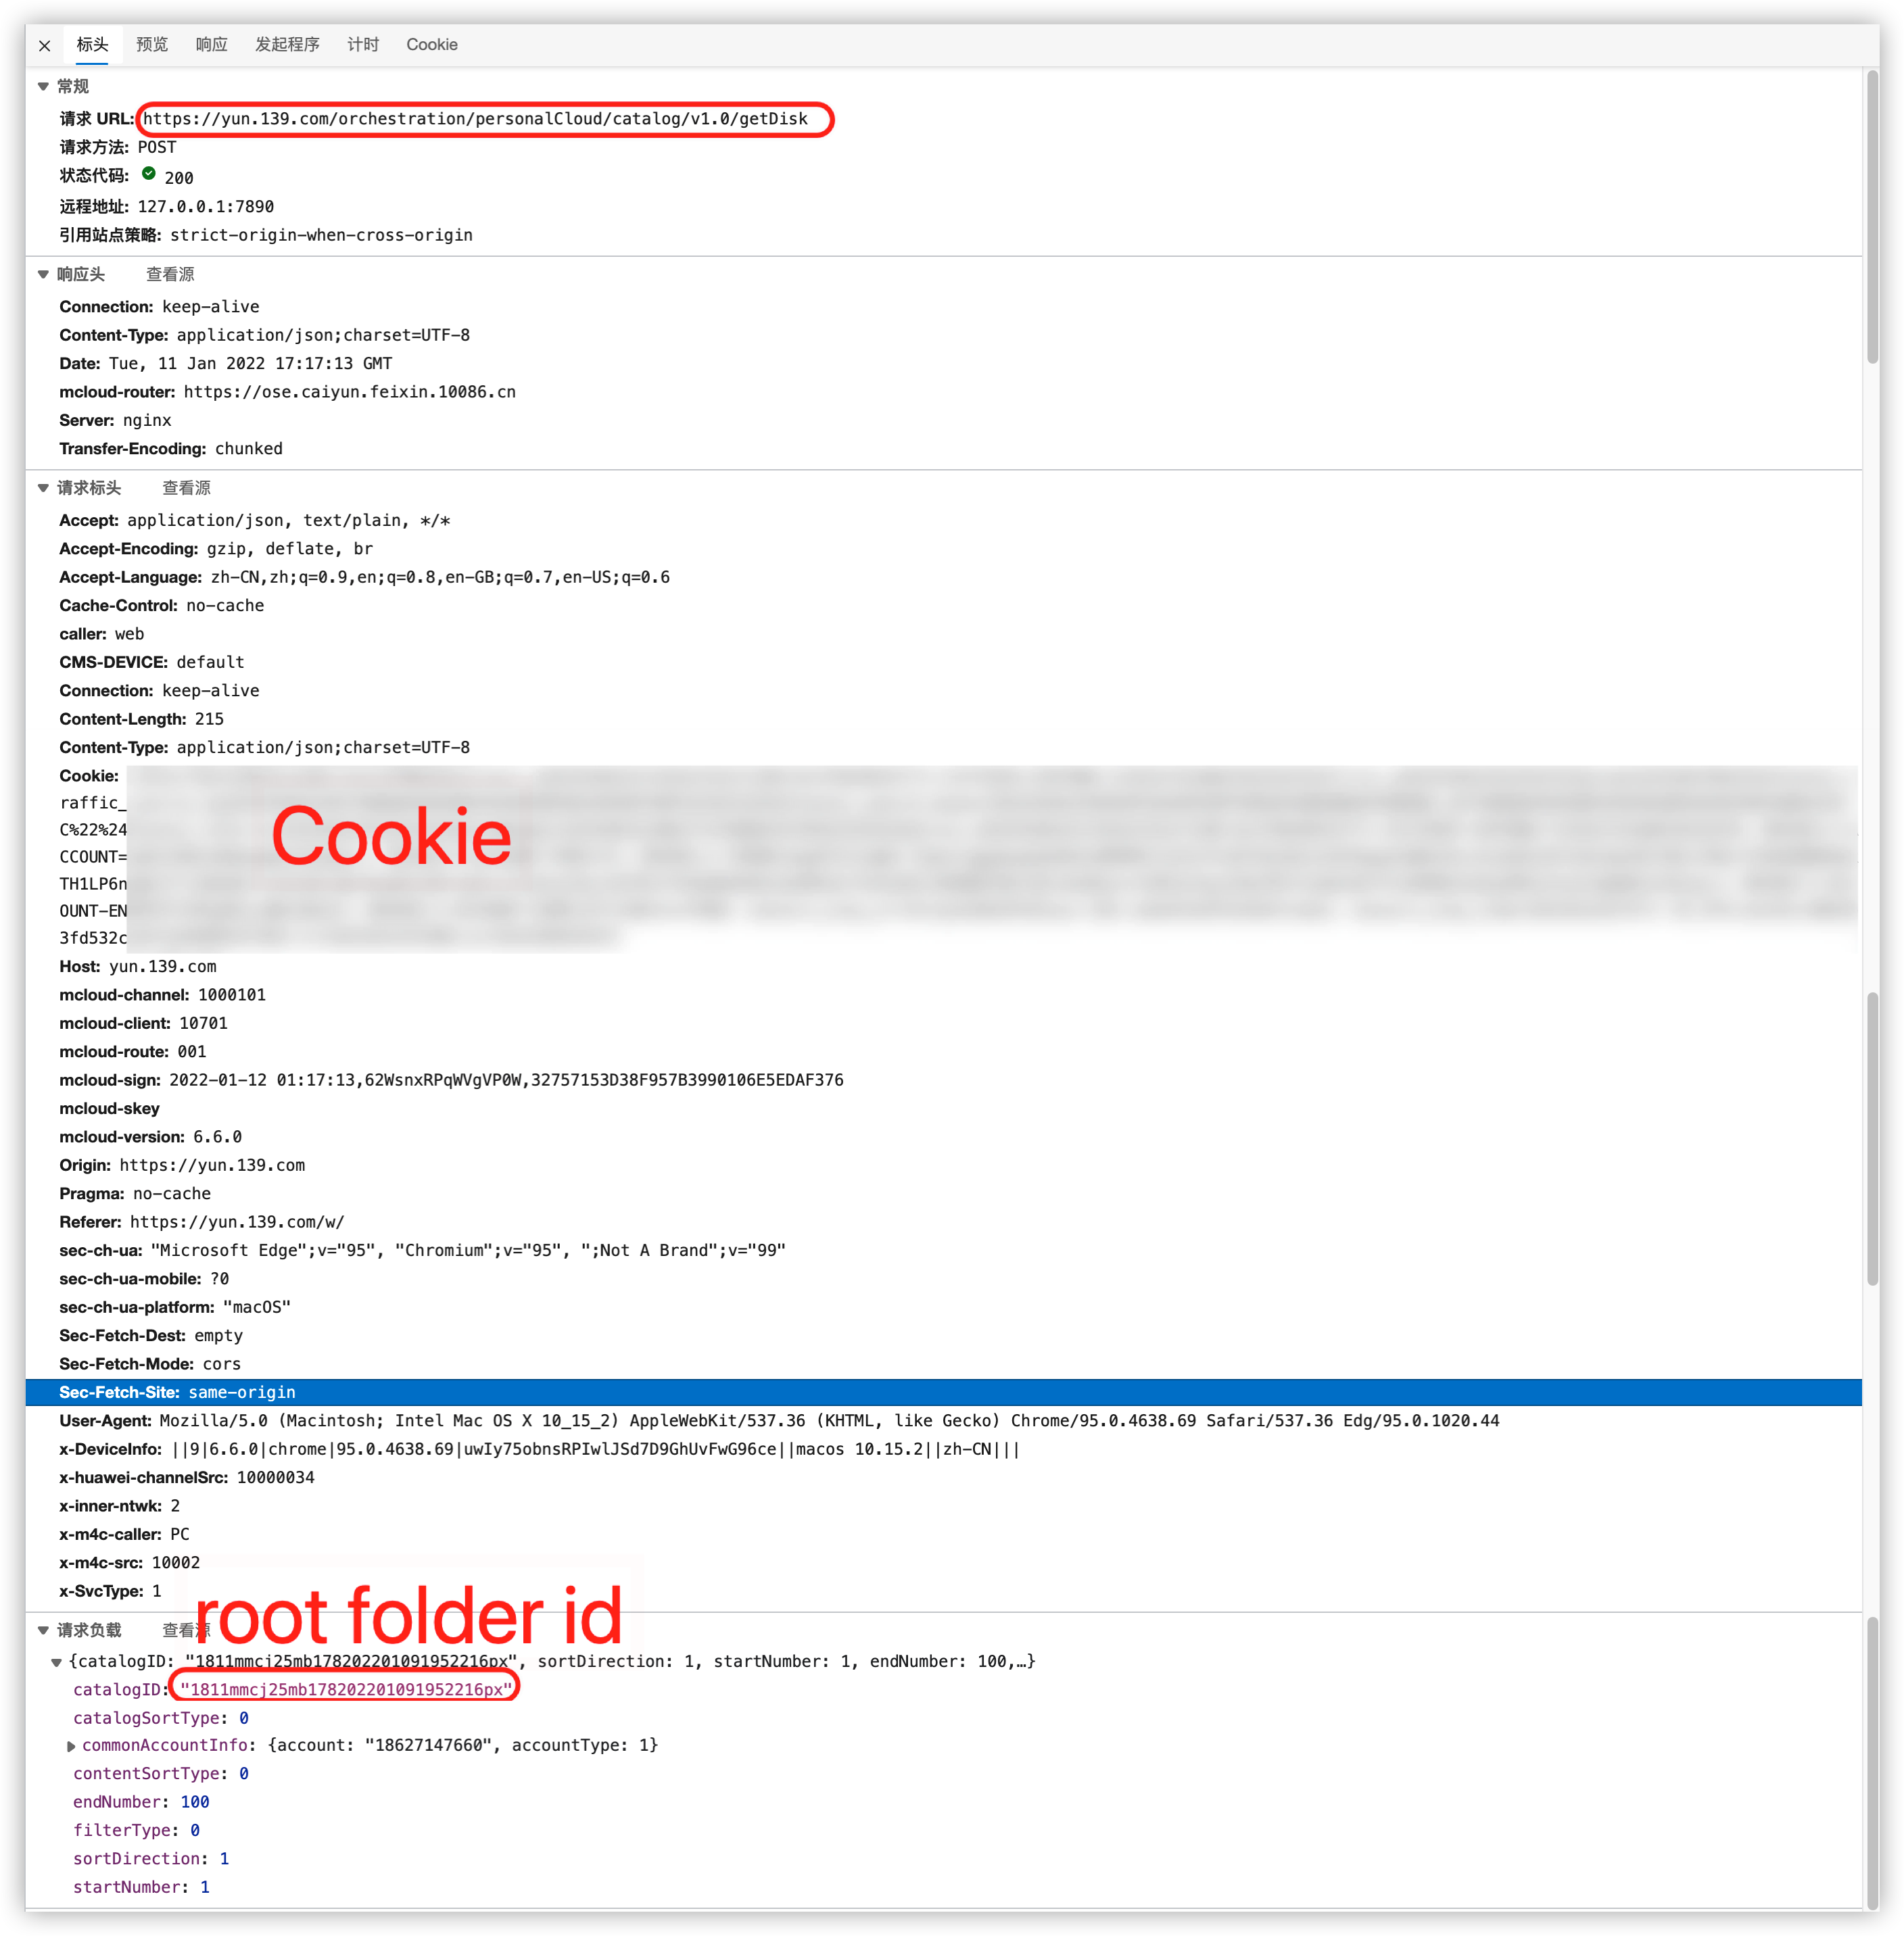 标头 预览 响应 发起程序 计时 Cookie
常规
请求 URL: https://yun.139.com/orchestration/personalCloud/catalog/v1.0/getDisk
请求方法: POST
状态代码: 200
远程地址: 127.0.0.1:7890
引用站点策略: strict-origin-when-cross-origin
响应头 查看源
Connection: keep-alive
Content-Type: application/json;charset=UTF-8
Date: Tue, 11 Jan 2022 17:17:13 GMT
mcloud-router: https://ose.caiyun.feixin.10086.cn
Server: nginx
Transfer-Encoding: chunked
请求标头 查看源
Accept: application/json, text/plain, */*
Accept-Encoding: gzip, deflate, br
Accept-Language: zh-CN,zh;q=0.9,en;q=0.8,en-GB;q=0.7,en-US;q=0.6
Cache-Control: no-cache
caller: web
CMS-DEVICE: default
Connection: keep-alive
Content-Length: 215
Content-Type: application/json;charset=UTF-8
Cookie:
raffic_
C%22%24
Cookie
CCOUNT=
TH1LP6n
OUNT-EN
3fd532c
Host: yun.139.com
mcloud-channel: 1000101
mcloud-client: 10701
mcloud-route: 001
mcloud-sign: 2022-01-12 01:17:13,62WsnxRPqWVgVP0W,32757153D38F957B3990106E5EDAF376
mcloud-skey
mcloud-version: 6.6.0
Origin: https://yun.139.com
Pragma: no-cache
Referer: https://yun.139.com/w/
sec-ch-ua: "Microsoft Edge";v="95", "Chromium";v="95", ";Not A Brand";v="99"
sec-ch-ua-mobile: ?0
sec-ch-ua-platform: "macOS"
Sec-Fetch-Dest: empty
Sec-Fetch-Mode: cors
Sec-Fetch-Site: same-origin
User-Agent: Mozilla/5.0 (Macintosh; Intel Mac OS X 10_15_2) AppleWebKit/537.36 (KHTML, like Gecko) Chrome/95.0.4638.69 Safari/537.36 Edg/95.0.1020.44
x-DeviceInfo: ||9|6.6.0|chrome|95.0.4638.69|uwIy75obnsRPIwlJSd7D9GhUvFwG96ce||macos 10.15.2||zh-CN|||
x-huawei-channelSrc: 10000034
x-inner-ntwk: 2
x-m4c-caller: PC
x-m4c-src: 10002
x-SvcType: 1
root folder id
请求负载 查看源
{catalogID: "1811mmcj25mb178202201091952216px", sortDirection: 1, startNumber: 1, endNumber: 100,…}
catalogID: "1811mmcj25mb178202201091952216px"
catalogSortType: 0
commonAccountInfo: {account: "18627147660", accountType: 1}
contentSortType: 0
endNumber: 100
filterType: 0
sortDirection: 1
startNumber: 1